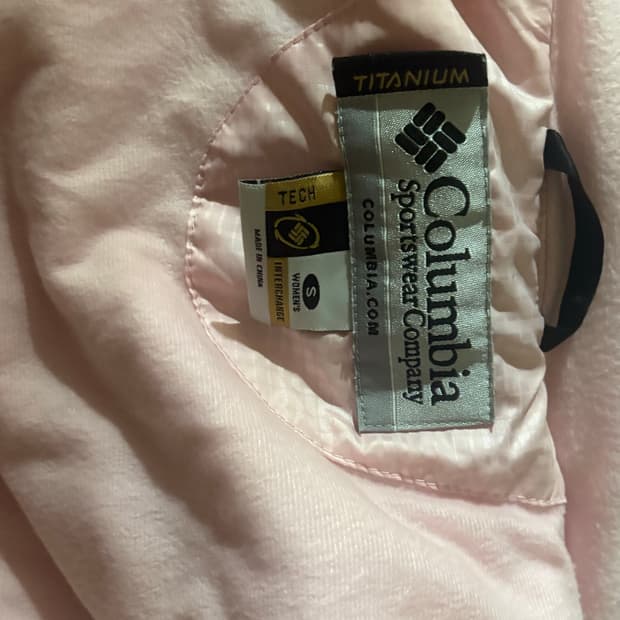 TITANIUM
Columbia
Sportswear Company
COLUMBIA.COM
TECH
INTERCHANGE
WOMEN'S
S
MADE IN CHINA